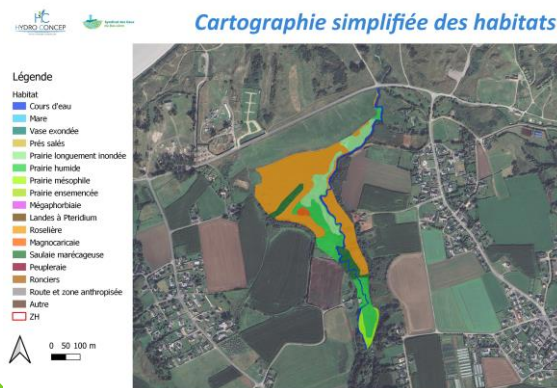 Cartographie simplifiée des habitats
HYDRO CONCEP
Légende
Habitat
Cours d'eau
Mare
Vase exondée
Prés salés
Prairie longuement inondée
Prairie humide
Prairie mésophile
Prairie ensemencée
Mégaphorbiaie
Landes à Pteridium
Roselière
Magnocaricaie
Saulaie marécageuse
Peupleraie
Ronciers
Route et zone anthropisée
Autre
ZH
0 50 100 m